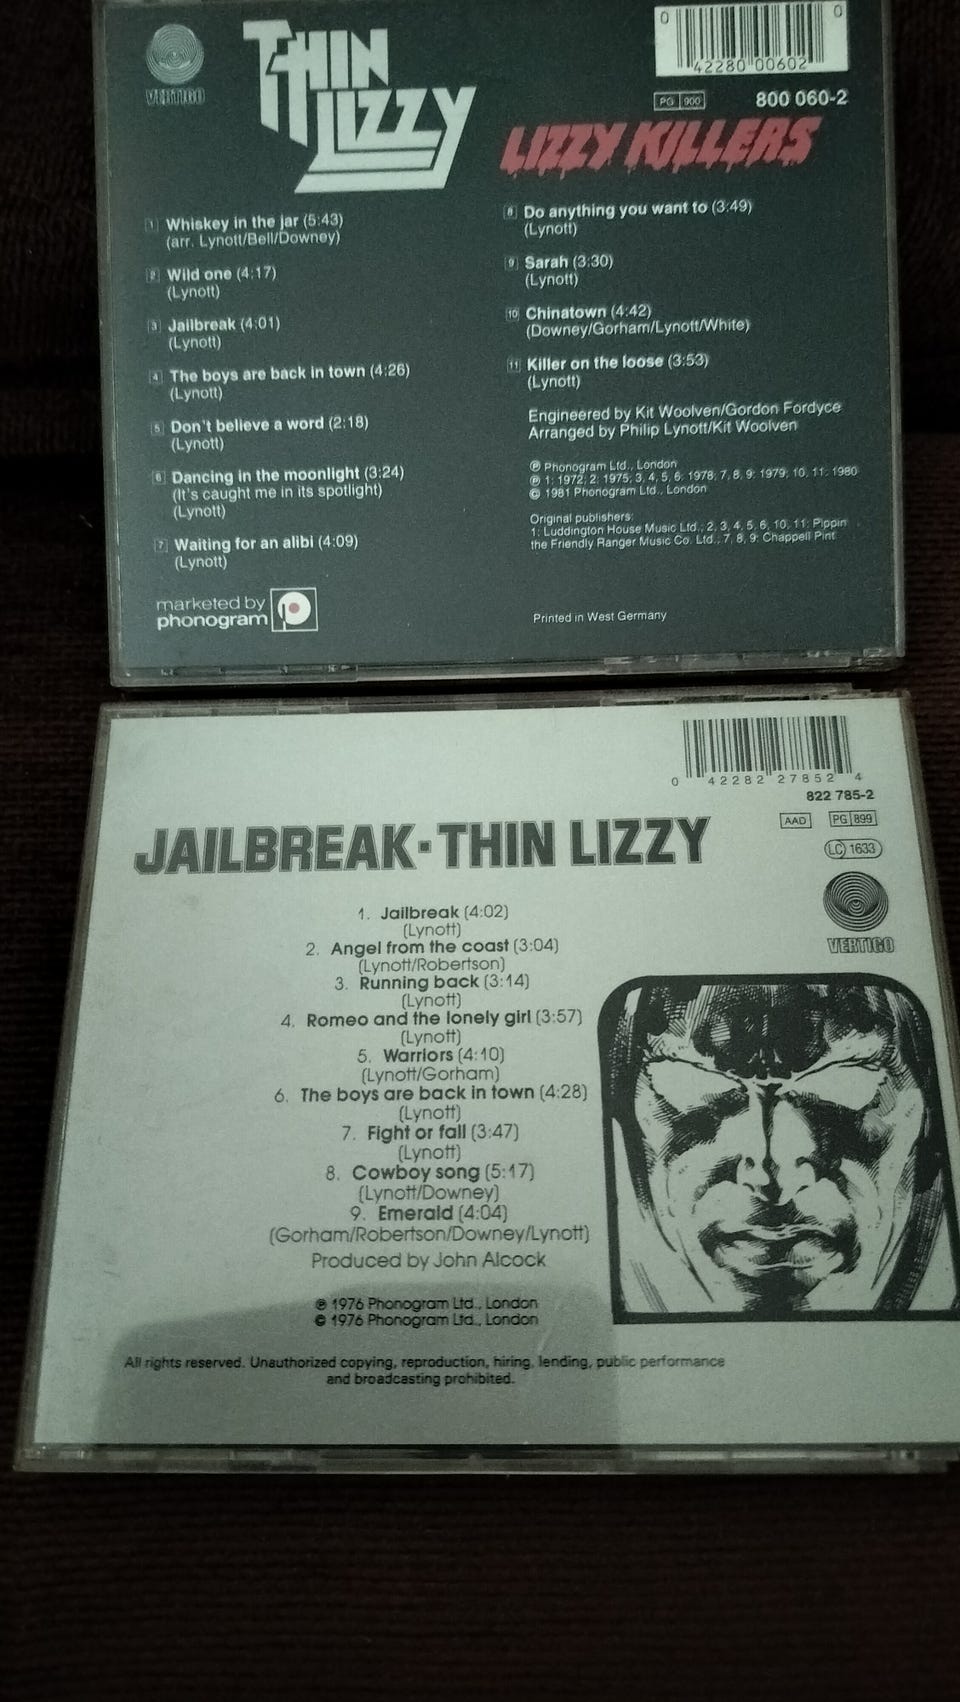 VERTIGO
THIN
LIZZY
0 42280 00602 0
PG 900 800 060-2
LIZZY KILLERS
1 Whiskey in the jar (5:43)
(arr. Lynott/Bell/Downey)
2 Wild one (4:17)
(Lynott)
3 Jailbreak (4:01)
(Lynott)
4 The boys are back in town (4:26)
(Lynott)
5 Don't believe a word (2:18)
(Lynott)
6 Dancing in the moonlight (3:24)
(It's caught me in its spotlight)
(Lynott)
7 Waiting for an alibi (4:09)
(Lynott)
marketed by
phonogram
8 Do anything you want to (3:49)
(Lynott)
9 Sarah (3:30)
(Lynott)
10 Chinatown (4:42)
(Downey/Gorham/Lynott/White)
11 Killer on the loose (3:53)
(Lynott)
Engineered by Kit Woolven/Gordon Fordyce
Arranged by Philip Lynott/Kit Woolven
℗ Phonogram Ltd., London
℗ 1: 1972; 2: 1975; 3, 4, 5, 6: 1978; 7, 8, 9: 1979; 10, 11: 1980
© 1981 Phonogram Ltd., London
Original publishers:
1: Luddington House Music Ltd.; 2, 3, 4, 5, 6, 10, 11: Pippin
the Friendly Ranger Music Co. Ltd.; 7, 8, 9: Chappell Pint
Printed in West Germany
0 42282 27852 4
822 785-2
AAD PG 899
LC 1633
VERTIGO
JAILBREAK·THIN LIZZY
1. Jailbreak (4:02)
(Lynott)
2. Angel from the coast (3:04)
(Lynott/Robertson)
3. Running back (3:14)
(Lynott)
4. Romeo and the lonely girl (3:57)
(Lynott)
5. Warriors (4:10)
(Lynott/Gorham)
6. The boys are back in town (4:28)
(Lynott)
7. Fight or fall (3:47)
(Lynott)
8. Cowboy song (5:17)
(Lynott/Downey)
9. Emerald (4:04)
(Gorham/Robertson/Downey/Lynott)
Produced by John Alcock
℗ 1976 Phonogram Ltd., London
© 1976 Phonogram Ltd., London
All rights reserved. Unauthorized copying, reproduction, hiring, lending, public performance
and broadcasting prohibited.